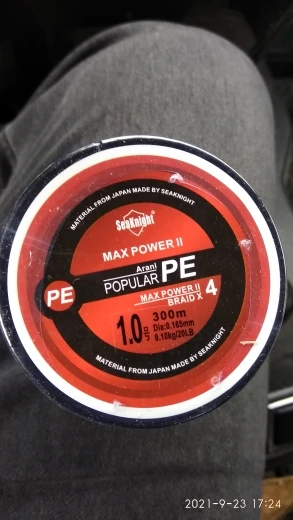 MATERIAL FROM JAPAN MADE BY SEAKNIGHT
SeaKnight
MAX POWER II
Arani
POPULAR PE
PE
MAX POWER II
BRAID X 4
1.0
300m
Dia:0.165mm
9.10kg/20LB
MATERIAL FROM JAPAN MADE BY SEAKNIGHT
2021-9-23 17:24